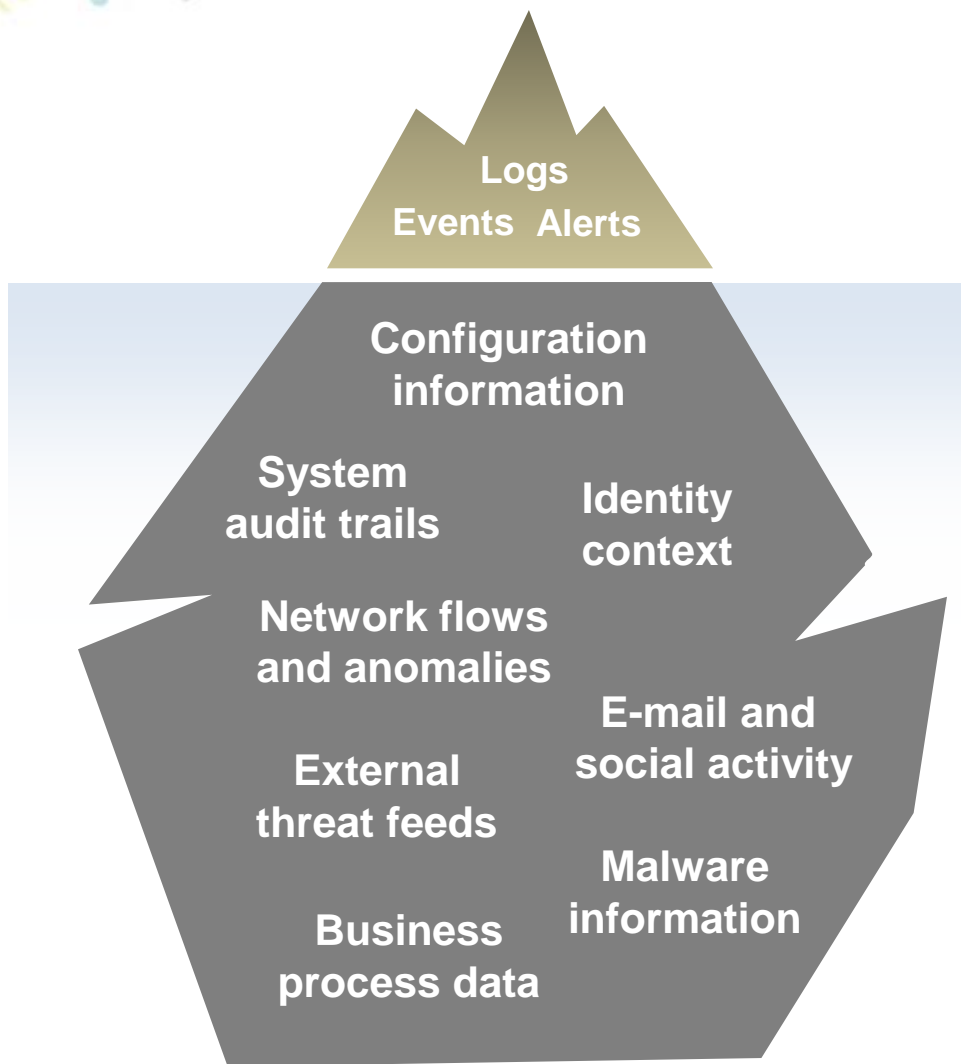 Logs
Events Alerts
Configuration
information
System
audit trails
Identity
context
Network flows
and anomalies
E-mail and
social activity
External
threat feeds
Malware
information
Business
process data